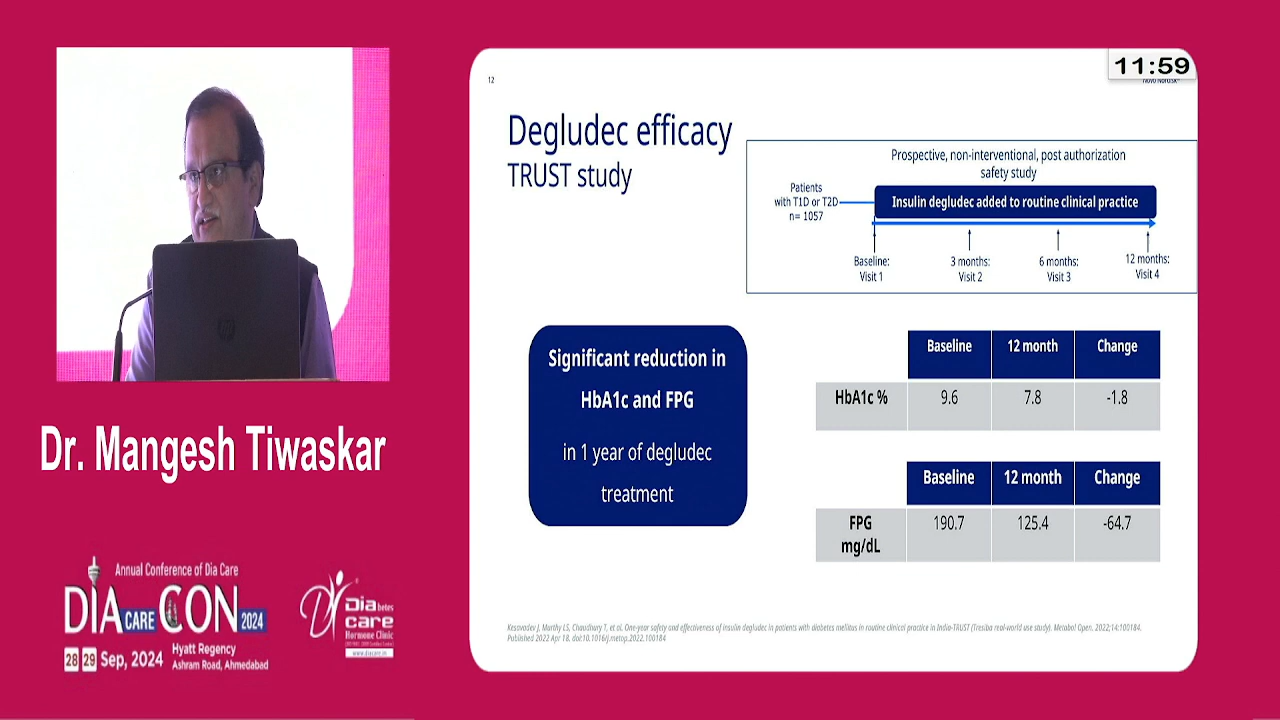 11:59
12
Novo Nordisk
Degludec efficacy
TRUST study
Prospective, non-interventional, post authorization
safety study
Patients
with T1D or T2D
n= 1057
Insulin degludec added to routine clinical practice
Baseline:
Visit 1
3 months:
Visit 2
6 months:
Visit 3
12 months:
Visit 4
Significant reduction in
HbA1c and FPG
in 1 year of degludec
treatment
Baseline 12 month Change
HbA1c % 9.6 7.8 -1.8
Baseline 12 month Change
FPG
mg/dL
190.7 125.4 -64.7
Kesavadev J, Murthy LS, Chaudhury T, et al. One-year safety and effectiveness of insulin degludec in patients with diabetes mellitus in routine clinical practice in India-TRUST (Tresiba real-world use study). Metabol Open. 2022;14:100184.
Published 2022 Apr 18. doi:10.1016/j.metop.2022.100184
Dr. Mangesh Tiwaskar
Annual Conference of Dia Care
DIA CARE CON 2024
28 29 Sep, 2024
Hyatt Regency
Ashram Road, Ahmedabad
Diabetes
care
Hormone Clinic
www.diacare.in
hp